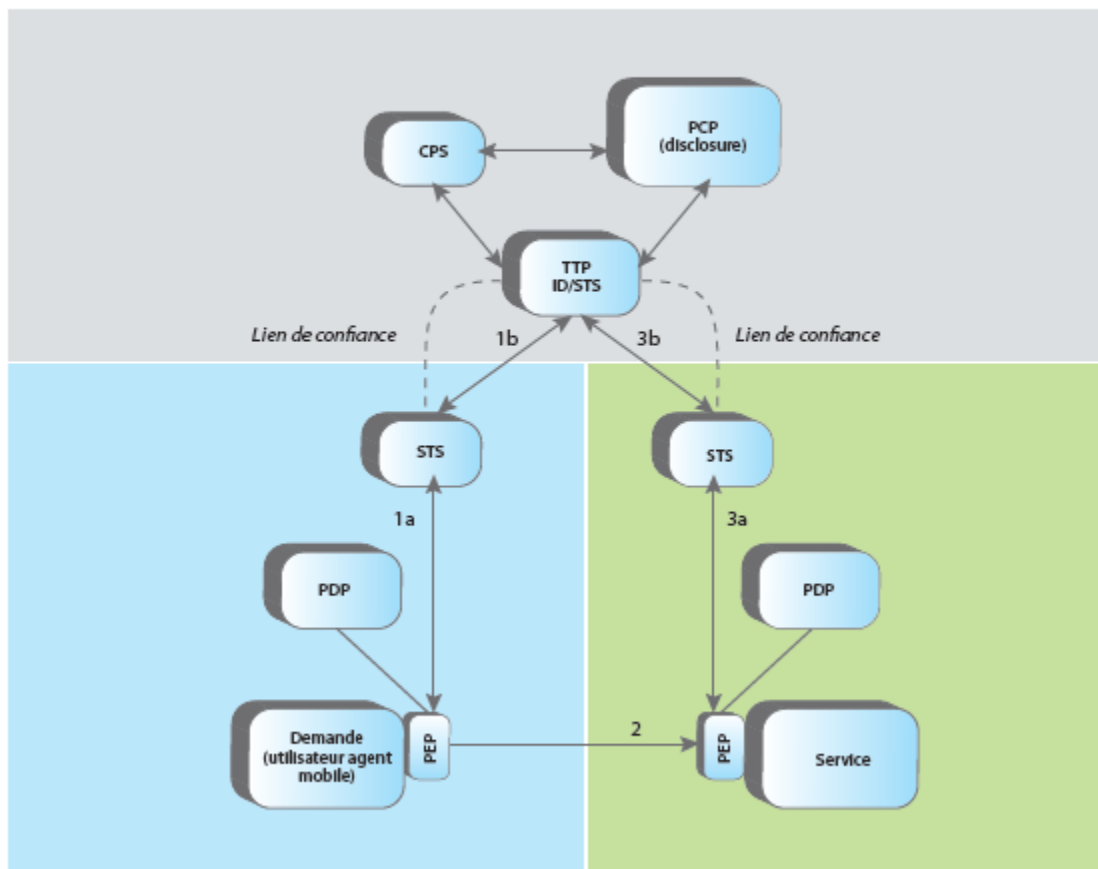 CPS
PCP
(disclosure)
TTP
ID/STS
Lien de confiance
1b
3b
Lien de confiance
STS
STS
1a
3a
PDP
PDP
Demande
(utilisateur agent
mobile)
PEP
2
PEP
Service